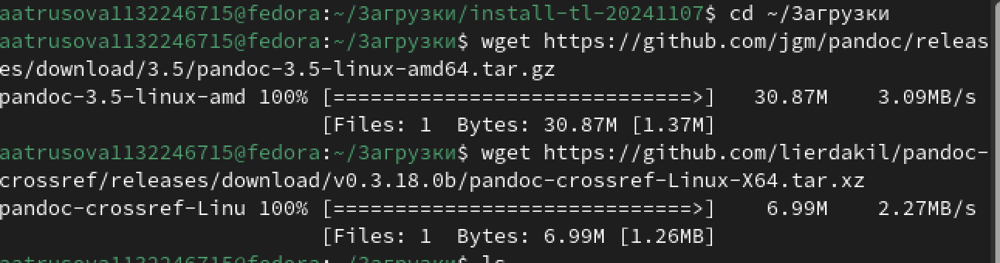 aatrusova1132246715@fedora:~/Загрузки/install-tl-20241107$ cd ~/Загрузки
aatrusova1132246715@fedora:~/Загрузки$ wget https://github.com/jgm/pandoc/releas
es/download/3.5/pandoc-3.5-linux-amd64.tar.gz
pandoc-3.5-linux-amd 100% [=============================>]   30.87M    3.09MB/s
                          [Files: 1  Bytes: 30.87M [1.37M]
aatrusova1132246715@fedora:~/Загрузки$ wget https://github.com/lierdakil/pandoc-
crossref/releases/download/v0.3.18.0b/pandoc-crossref-Linux-X64.tar.xz
pandoc-crossref-Linu 100% [=============================>]    6.99M    2.27MB/s
                          [Files: 1  Bytes: 6.99M [1.26MB]
aatrusova1132246715@fedora:~/Загрузки$ ls